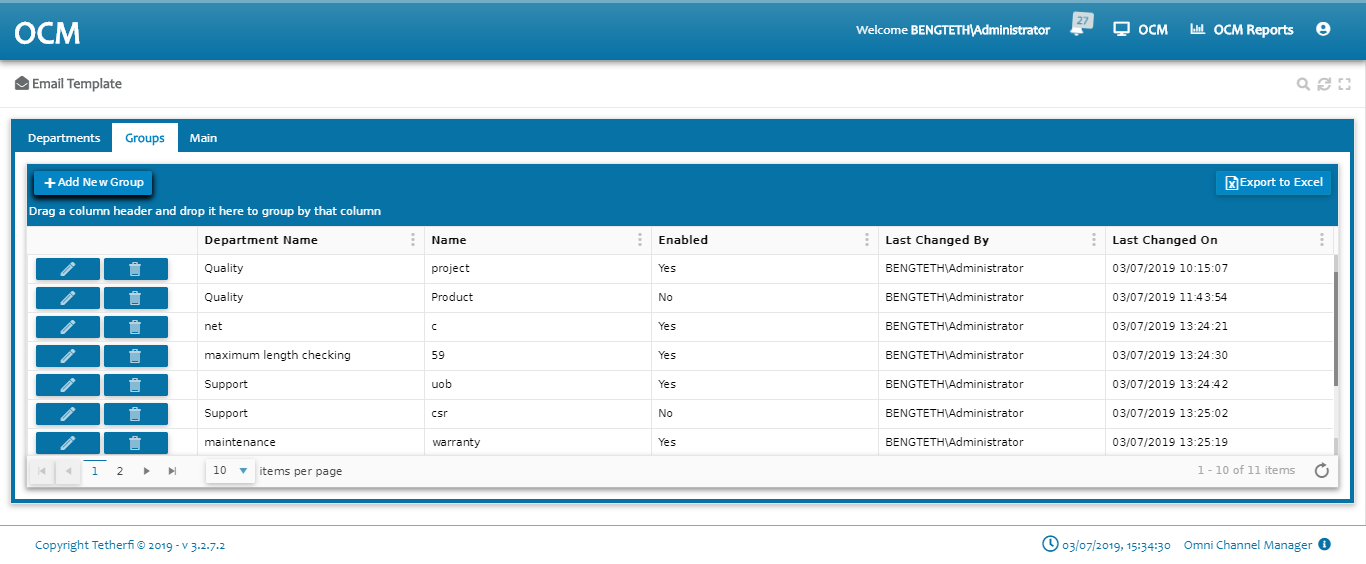 OCM
Welcome BENGTETH\Administrator 27 OCM OCM Reports
Email Template
Departments Groups Main
Add New Group Export to Excel
Drag a column header and drop it here to group by that column
Department Name Name Enabled Last Changed By Last Changed On
Quality project Yes BENGTETH\Administrator 03/07/2019 10:15:07
Quality Product No BENGTETH\Administrator 03/07/2019 11:43:54
net c Yes BENGTETH\Administrator 03/07/2019 13:24:21
maximum length checking 59 Yes BENGTETH\Administrator 03/07/2019 13:24:30
Support uob Yes BENGTETH\Administrator 03/07/2019 13:24:42
Support csr No BENGTETH\Administrator 03/07/2019 13:25:02
maintenance warranty Yes BENGTETH\Administrator 03/07/2019 13:25:19
1 2 10 items per page 1 - 10 of 11 items
Copyright Tetherfi © 2019 - v 3.2.7.2 03/07/2019, 15:34:30 Omni Channel Manager